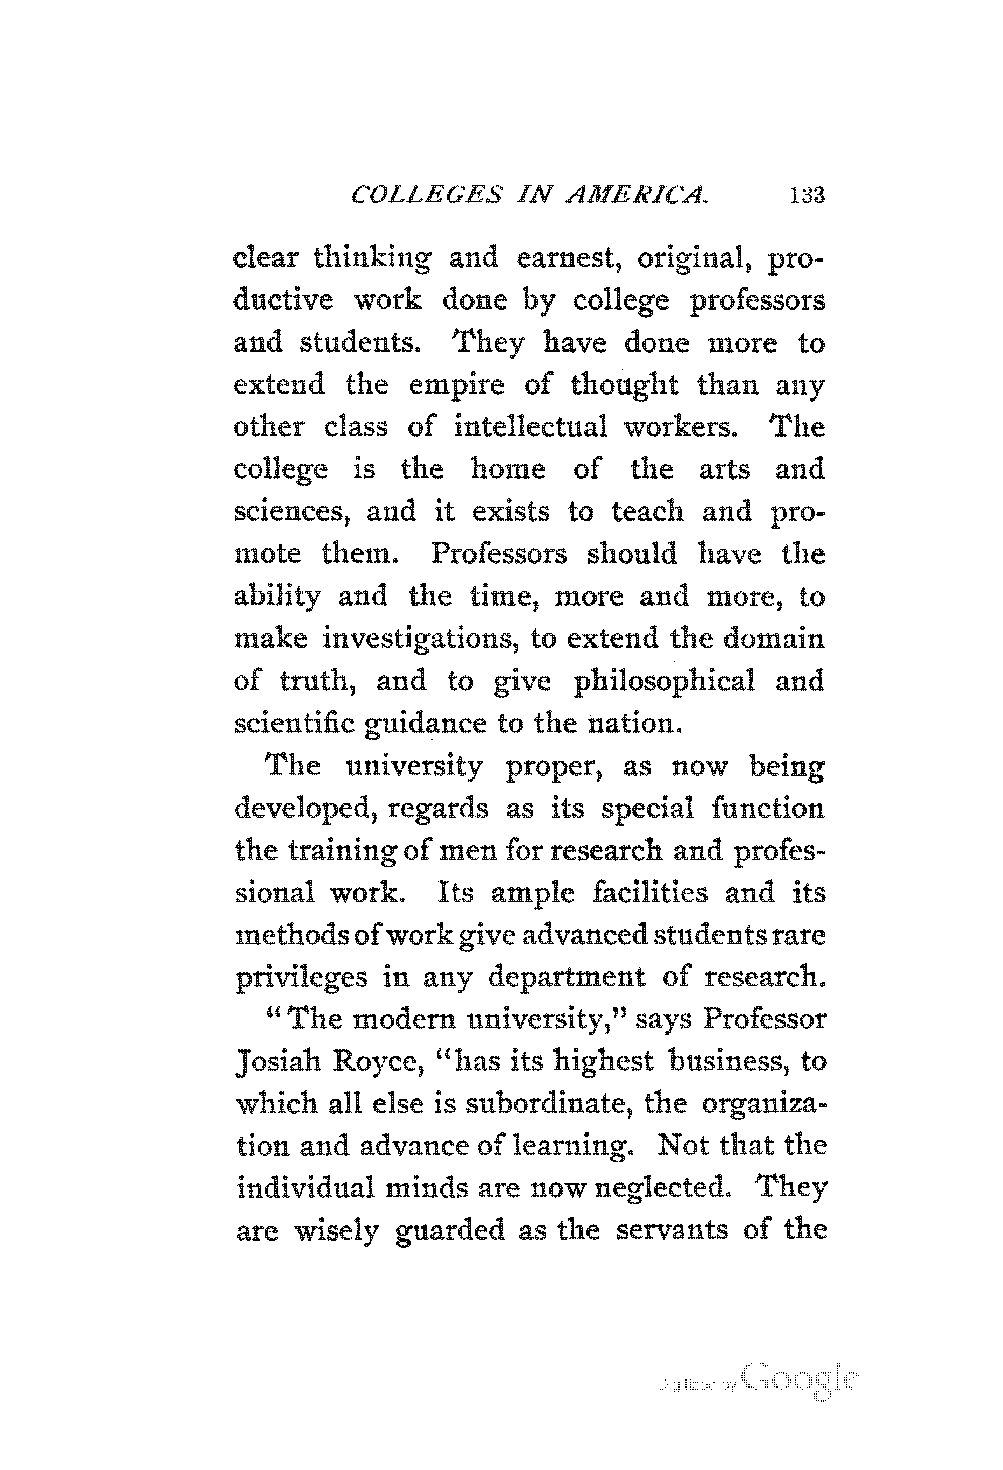 COLLEGES IN AMERICA. 133
clear thinking and earnest, original, pro-
ductive work done by college professors
and students. They have done more to
extend the empire of thought than any
other class of intellectual workers. The
college is the home of the arts and
sciences, and it exists to teach and pro-
mote them. Professors should have the
ability and the time, more and more, to
make investigations, to extend the domain
of truth, and to give philosophical and
scientific guidance to the nation.
The university proper, as now being
developed, regards as its special function
the training of men for research and profes-
sional work. Its ample facilities and its
methods of work give advanced students rare
privileges in any department of research.
“The modern university,” says Professor
Josiah Royce, “has its highest business, to
which all else is subordinate, the organiza-
tion and advance of learning. Not that the
individual minds are now neglected. They
are wisely guarded as the servants of the
Digitized by Google